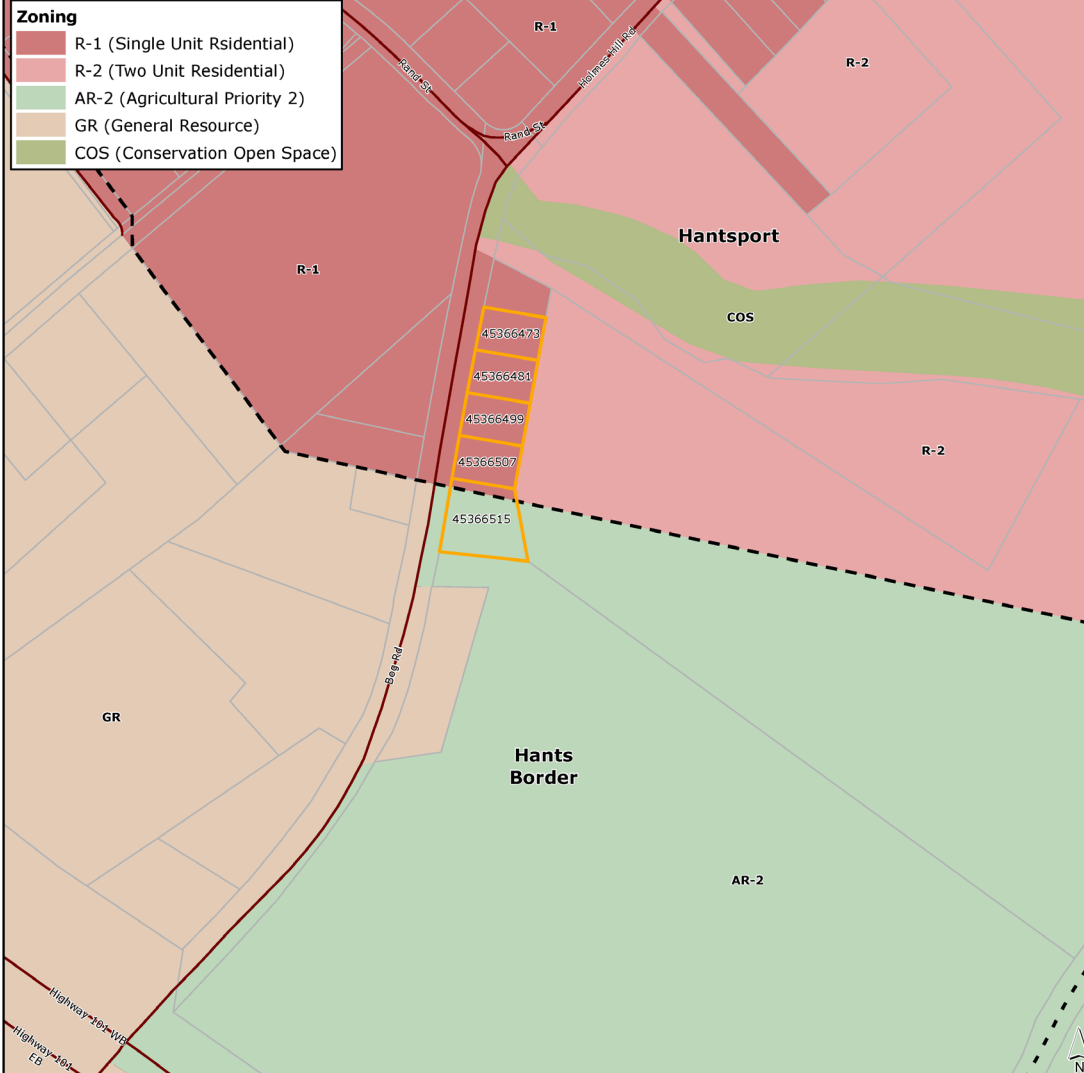 Zoning
R-1 (Single Unit Rsidential)
R-2 (Two Unit Residential)
AR-2 (Agricultural Priority 2)
GR (General Resource)
COS (Conservation Open Space)
R-1
Holmes Hill Rd
R-2
Rand St
Rand St
Hantsport
R-1
COS
45366473
45366481
45366499
R-2
45366507
45366515
Bog Rd
GR
Hants
Border
AR-2
Highway 101 WB
Highway 101
EB
N